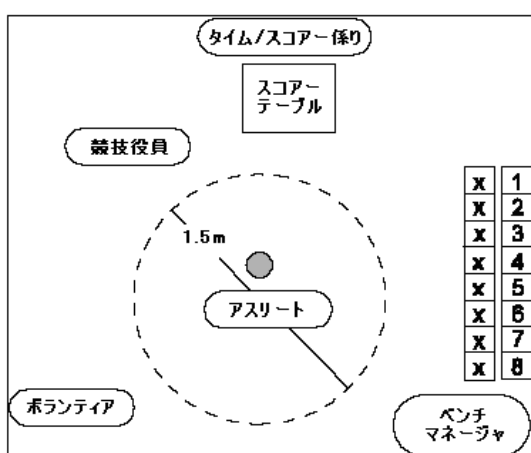 タイム/スコアー係り
スコアー
テーブル
競技役員
1.5m
アスリート
x 1
x 2
x 3
x 4
x 5
x 6
x 7
x 8
ボランティア
ベンチ
マネージャ